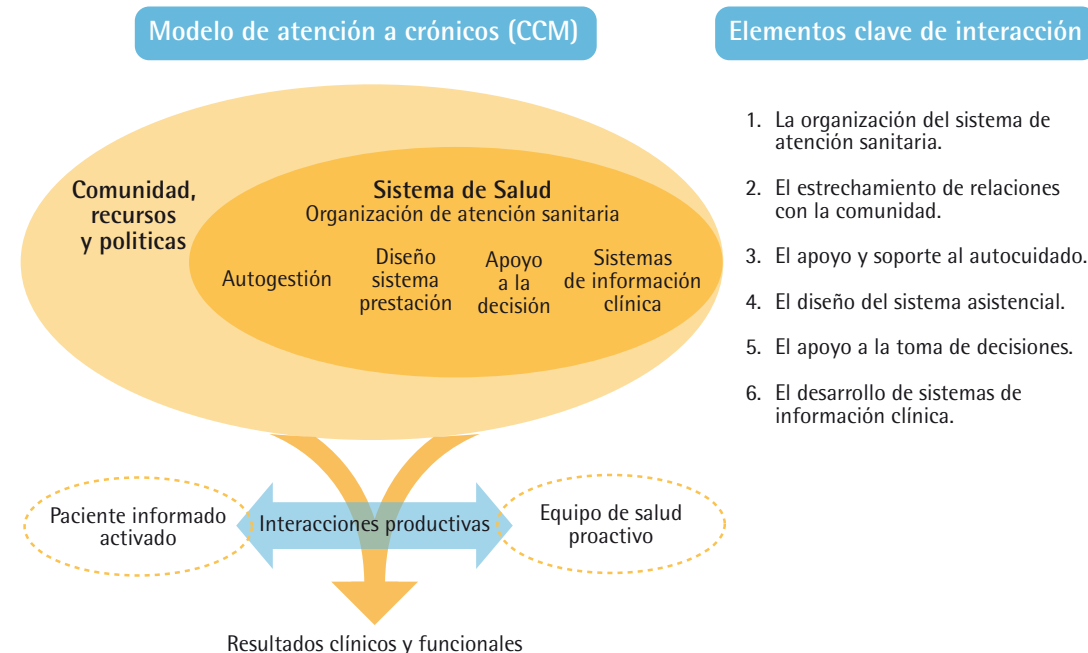 Modelo de atención a crónicos (CCM)
Comunidad,
recursos
y politicas
Sistema de Salud
Organización de atención sanitaria
Autogestión
Diseño
sistema
prestación
Apoyo
a la
decisión
Sistemas
de información
clínica
Paciente informado
activado
Interacciones productivas
Equipo de salud
proactivo
Resultados clínicos y funcionales
Elementos clave de interacción
1. La organización del sistema de
atención sanitaria.
2. El estrechamiento de relaciones
con la comunidad.
3. El apoyo y soporte al autocuidado.
4. El diseño del sistema asistencial.
5. El apoyo a la toma de decisiones.
6. El desarrollo de sistemas de
información clínica.